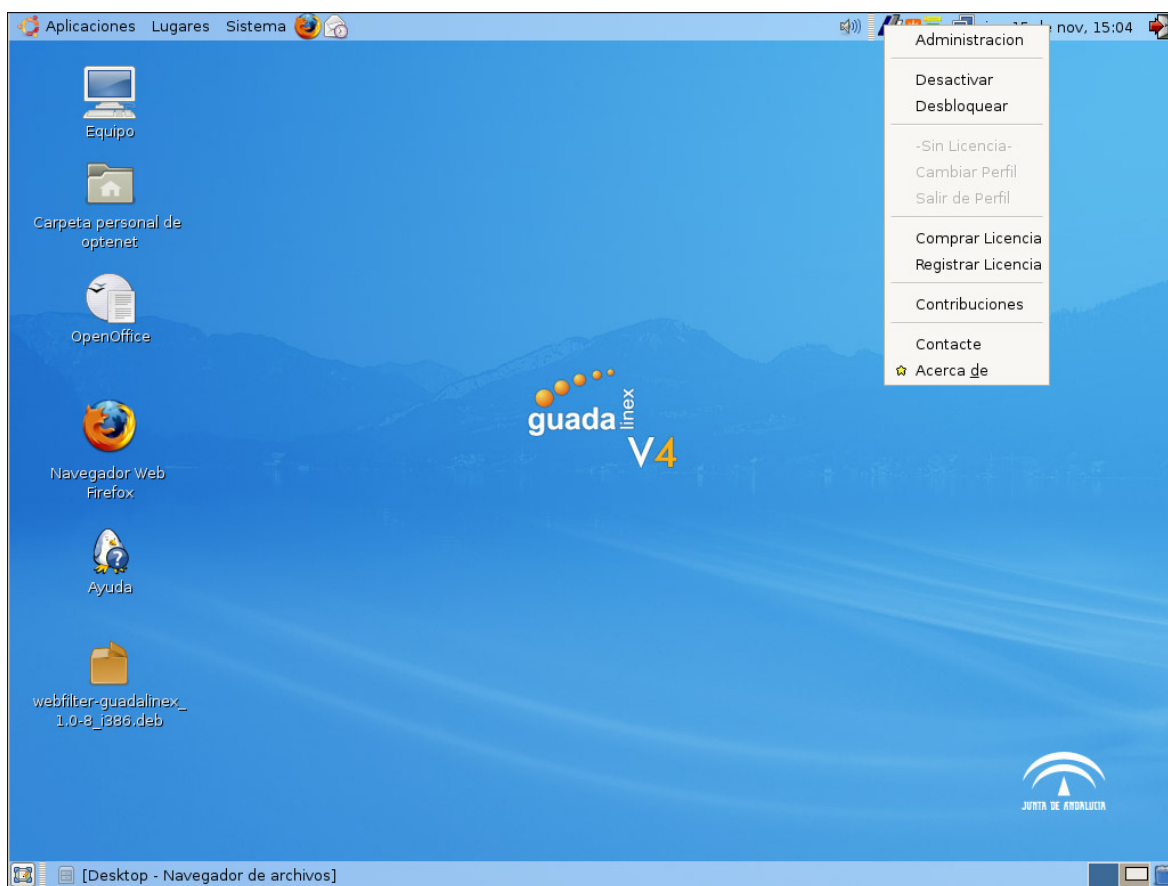 Aplicaciones Lugares Sistema
de nov, 15:04
Administracion
Desactivar
Desbloquear
-Sin Licencia-
Cambiar Perfil
Salir de Perfil
Comprar Licencia
Registrar Licencia
Contribuciones
Contacte
Acerca de
Equipo
Carpeta personal de
optenet
OpenOffice
Navegador Web
Firefox
Ayuda
webfilter-guadalinex_
1.0-8_i386.deb
guada
linex
V4
JUNTA DE ANDALUCIA
[Desktop - Navegador de archivos]